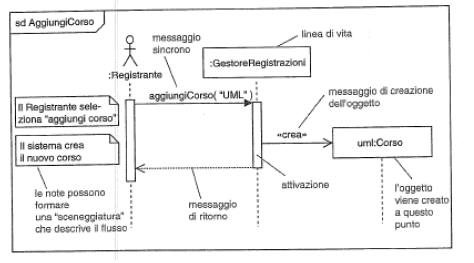 sd AggiungiCorso
messaggio
sincrono
linea di vita
:Registrante
:GestoreRegistrazioni
aggiungiCorso( "UML" )
messaggio di creazione
dell'oggetto
Il Registrante sele-
ziona "aggiungi corso"
«crea»
Il sistema crea
il nuovo corso
uml:Corso
le note possono
formare
una "sceneggiatura"
che descrive il flusso
messaggio
di ritorno
attivazione
l'oggetto
viene creato
a questo
punto